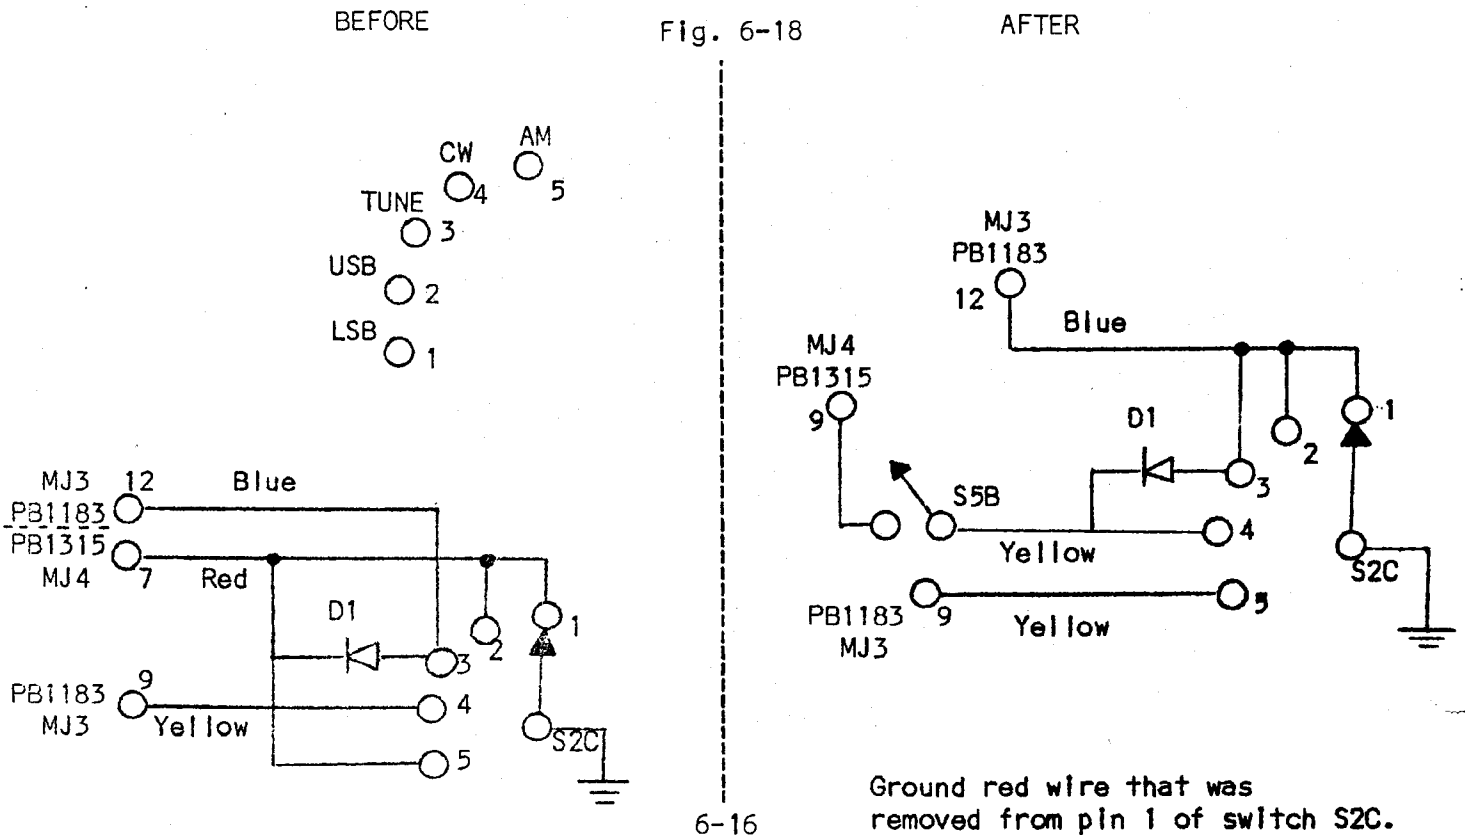 BEFORE
Fig. 6-18
AFTER
AM
5
CW
4
TUNE
3
USB
2
LSB
1
MJ3 12
PB1183
Blue
PB1315
MJ4 7
Red
D1
1
2
3
9
PB1183
MJ3
Yellow
4
5
S2C
MJ3
PB1183
12
Blue
MJ4
PB1315
9
D1
1
2
3
S5B
4
Yellow
S2C
PB1183
MJ3
9
Yellow
5
Ground red wire that was
removed from pin 1 of switch S2C.
6-16